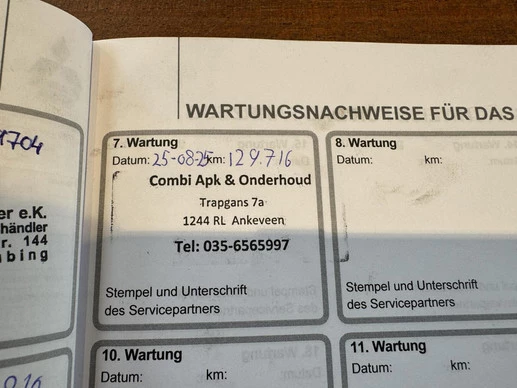 1704
er e.K.
händler
r. 144
bing
WARTUNGSNACHWEISE FÜR DAS
7. Wartung
Datum: 25-08-25 km: 129.716
Combi Apk & Onderhoud
Trapgans 7a
1244 RL Ankeveen
Tel: 035-6565997
Stempel und Unterschrift
des Servicepartners
8. Wartung
Datum: km:
Stempel und Unterschrift
des Servicepartners
10. Wartung
Datum: km:
11. Wartung
Datum: km: